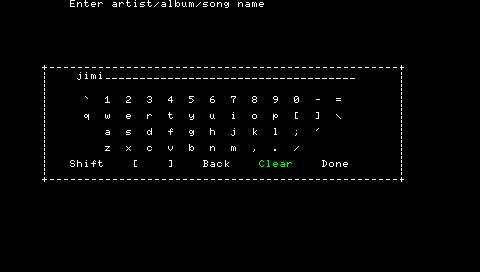 Enter artist/album/song name
jimi____________________________________
` 1 2 3 4 5 6 7 8 9 0 - =
q w e r t y u i o p [ ] \
a s d f g h j k l ; '
z x c v b n m , . /
Shift [ ] Back Clear Done